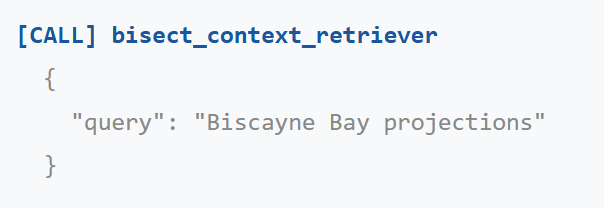 [CALL] bisect_context_retriever
{
"query": "Biscayne Bay projections"
}